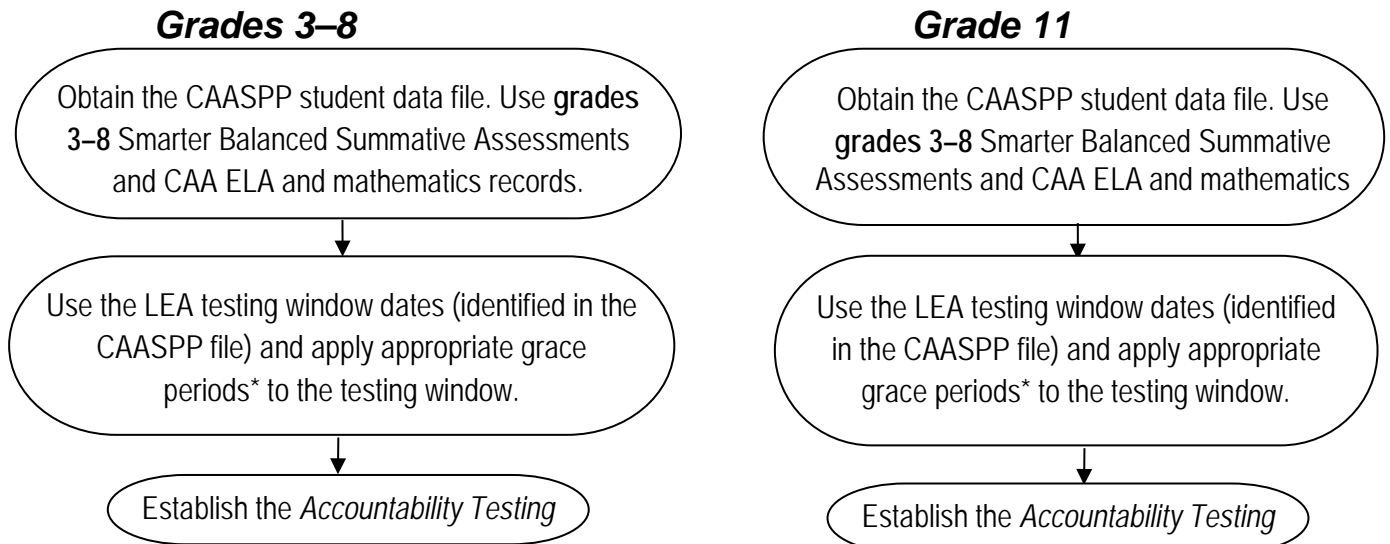 Grades 3–8
Obtain the CAASPP student data file. Use grades
3–8 Smarter Balanced Summative Assessments
and CAA ELA and mathematics records.
Use the LEA testing window dates (identified in the
CAASPP file) and apply appropriate grace
periods* to the testing window.
Establish the Accountability Testing
Grade 11
Obtain the CAASPP student data file. Use
grades 3–8 Smarter Balanced Summative
Assessments and CAA ELA and mathematics
Use the LEA testing window dates (identified
in the CAASPP file) and apply appropriate
grace periods* to the testing window.
Establish the Accountability Testing